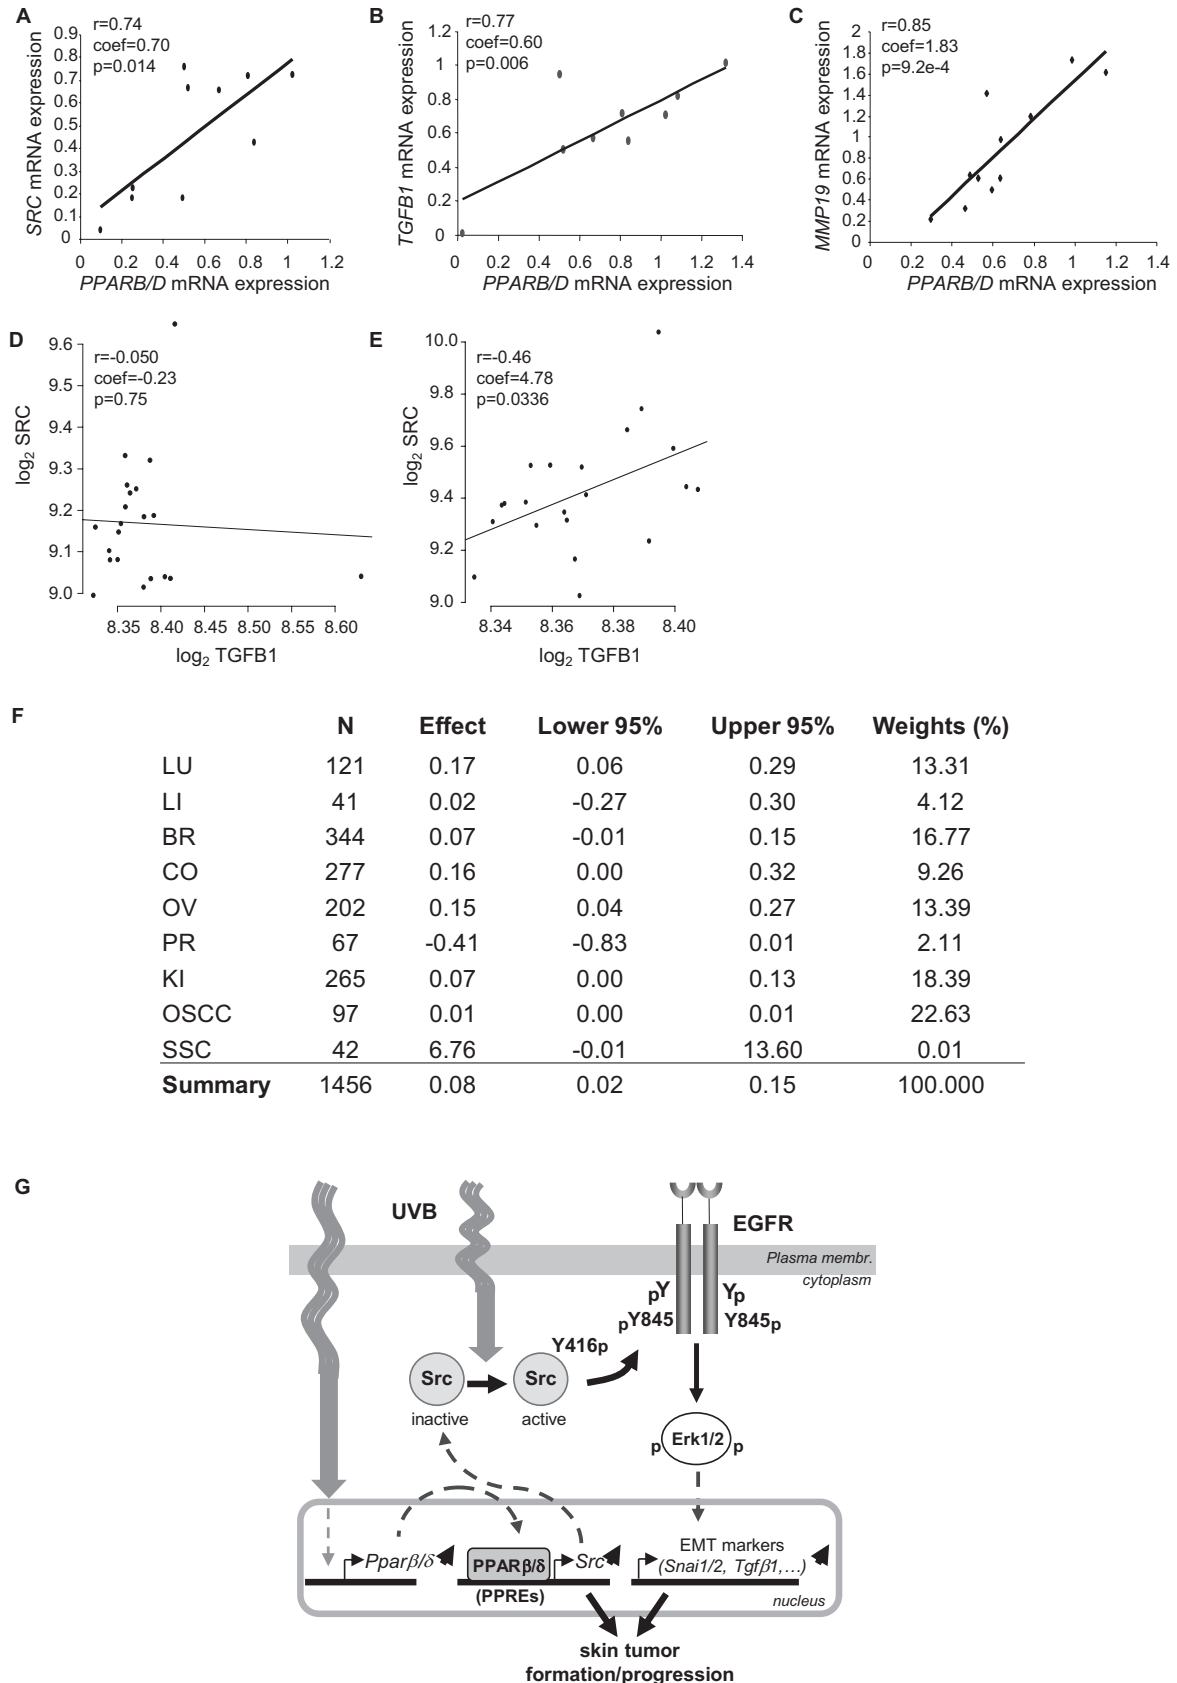 A
r=0.74
coef=0.70
p=0.014
SRC mRNA expression
0.9
0.8
0.7
0.6
0.5
0.4
0.3
0.2
0.1
0
0 0.2 0.4 0.6 0.8 1 1.2
PPARB/D mRNA expression
B
r=0.77
coef=0.60
p=0.006
TGFB1 mRNA expression
1.2
1
0.8
0.6
0.4
0.2
0
0 0.2 0.4 0.6 0.8 1 1.2 1.4
PPARB/D mRNA expression
C
r=0.85
coef=1.83
p=9.2e-4
MMP19 mRNA expression
2
1.8
1.6
1.4
1.2
1
0.8
0.6
0.4
0.2
0
0 0.2 0.4 0.6 0.8 1 1.2 1.4
PPARB/D mRNA expression
D
r=-0.050
coef=-0.23
p=0.75
log2 SRC
9.6
9.5
9.4
9.3
9.2
9.1
9.0
8.35 8.40 8.45 8.50 8.55 8.60
log2 TGFB1
E
r=-0.46
coef=4.78
p=0.0336
log2 SRC
10.0
9.8
9.6
9.4
9.2
9.0
8.34 8.36 8.38 8.40
log2 TGFB1
F
N Effect Lower 95% Upper 95% Weights (%)
LU 121 0.17 0.06 0.29 13.31
LI 41 0.02 -0.27 0.30 4.12
BR 344 0.07 -0.01 0.15 16.77
CO 277 0.16 0.00 0.32 9.26
OV 202 0.15 0.04 0.27 13.39
PR 67 -0.41 -0.83 0.01 2.11
KI 265 0.07 0.00 0.13 18.39
OSCC 97 0.01 0.00 0.01 22.63
SSC 42 6.76 -0.01 13.60 0.01
Summary 1456 0.08 0.02 0.15 100.000
G
UVB
EGFR
Plasma membr.
cytoplasm
pY Yp
pY845 Y845p
Y416p
Src Src
inactive active
p Erk1/2 p
Pparβ/δ
PPARβ/δ
Src
(PPREs)
EMT markers
(Snai1/2, Tgfβ1,...)
nucleus
skin tumor
formation/progression